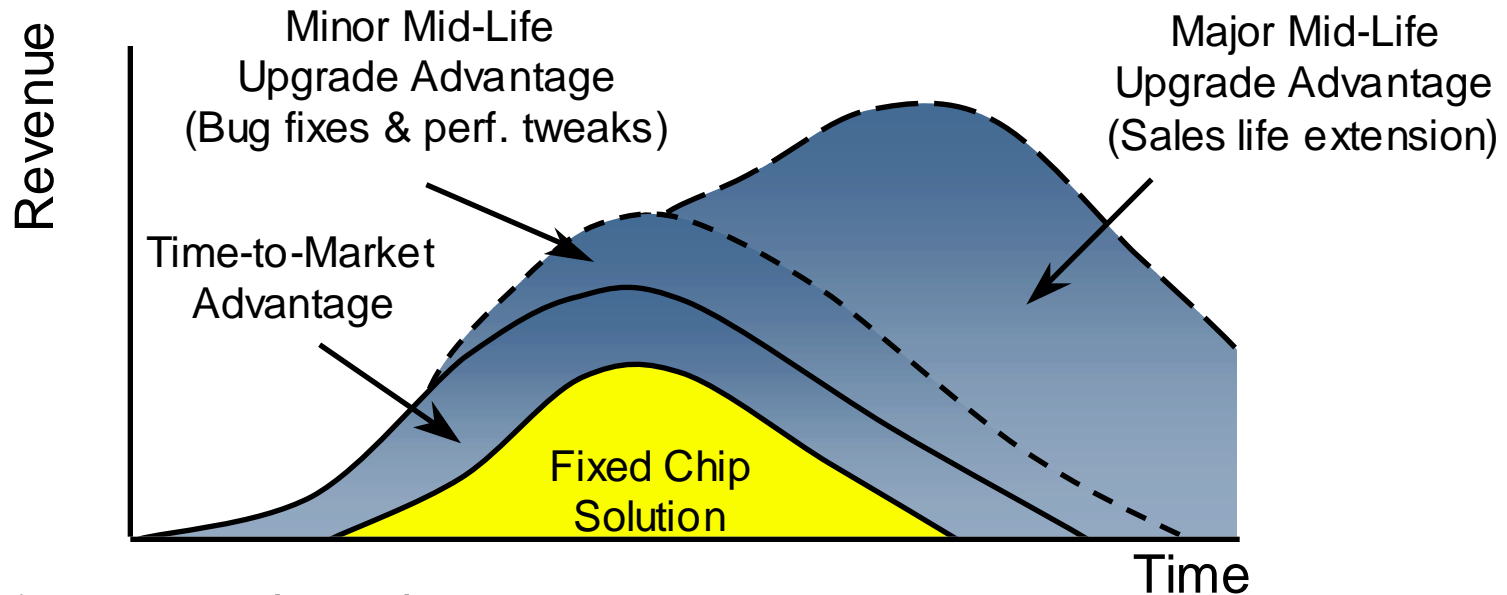 Revenue
Minor Mid-Life
Upgrade Advantage
(Bug fixes & perf. tweaks)
Major Mid-Life
Upgrade Advantage
(Sales life extension)
Time-to-Market
Advantage
Fixed Chip
Solution
Time